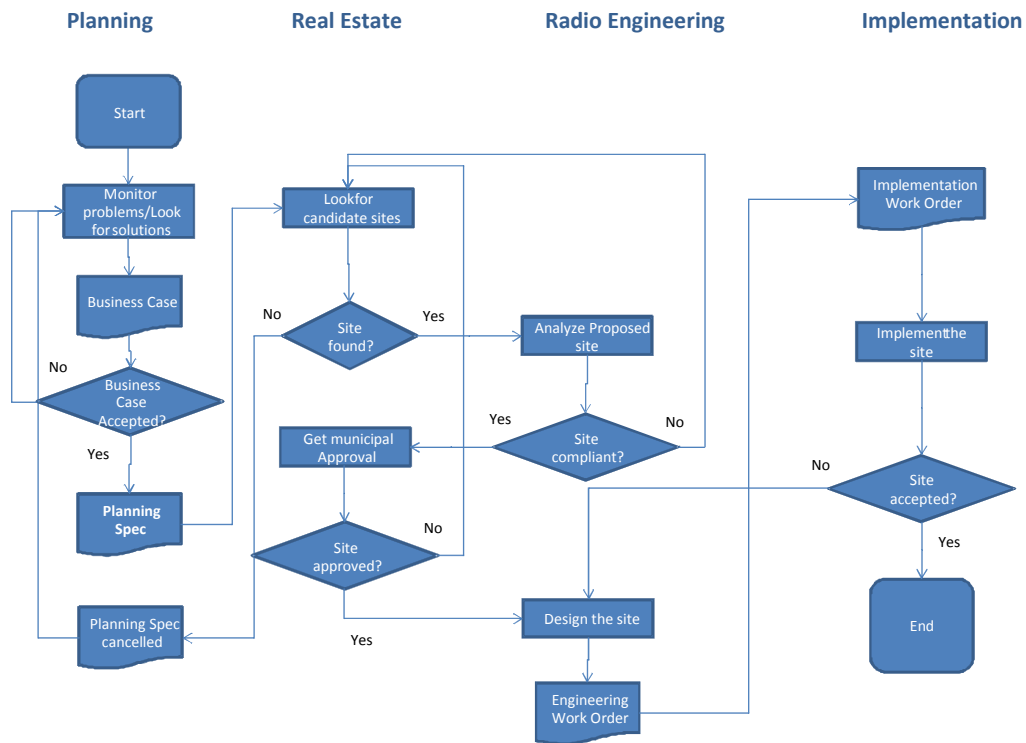 Planning
Real Estate
Radio Engineering
Implementation
Start
Monitor
problems/Look
for solutions
Business Case
No
Business
Case
Accepted?
Yes
Planning
Spec
Planning Spec
cancelled
Lookfor
candidate sites
No
Site
found?
Yes
Get municipal
Approval
Site
approved?
No
Yes
Analyze Proposed
site
Yes
Site
compliant?
No
Design the site
Engineering
Work Order
Implementation
Work Order
Implementthe
site
No
Site
accepted?
Yes
End